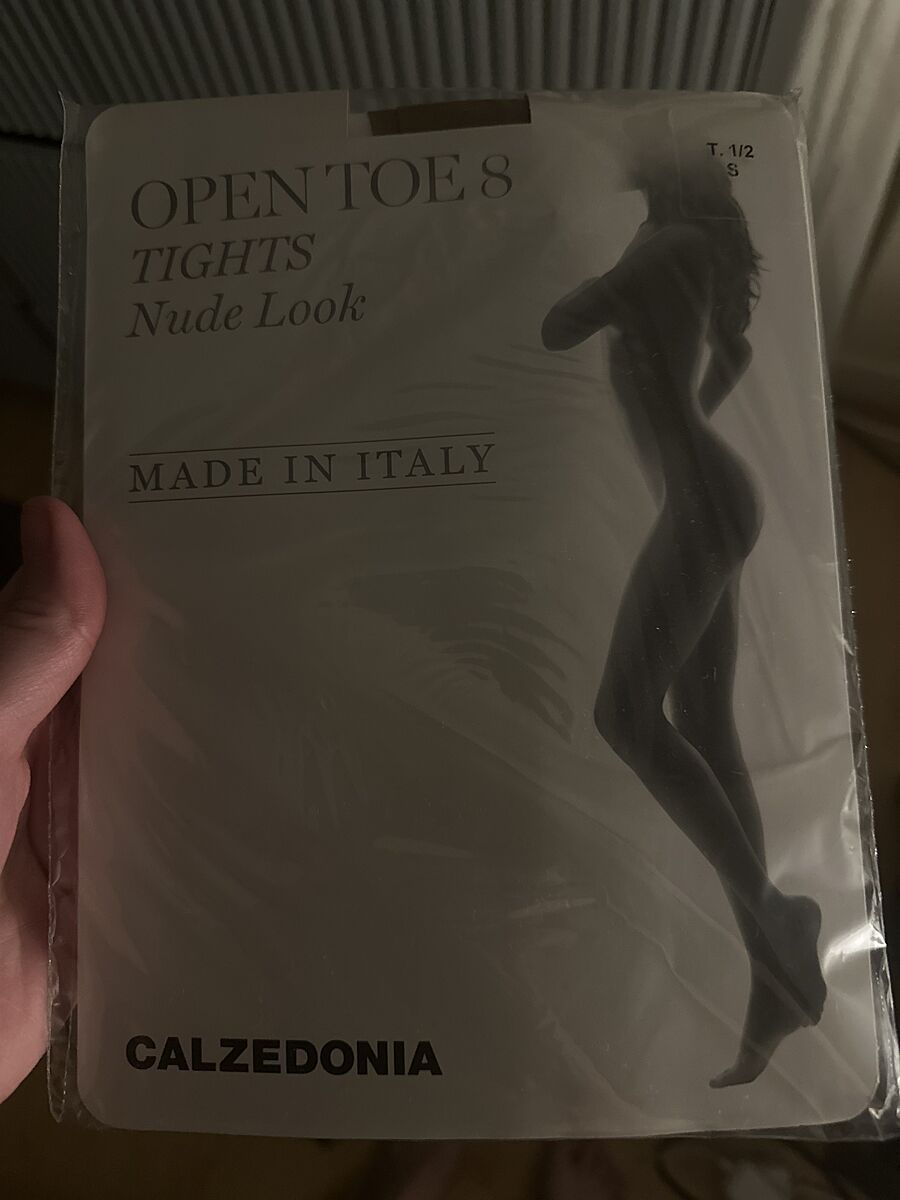 OPEN TOE 8
TIGHTS
Nude Look
T. 1/2
S
MADE IN ITALY
CALZEDONIA